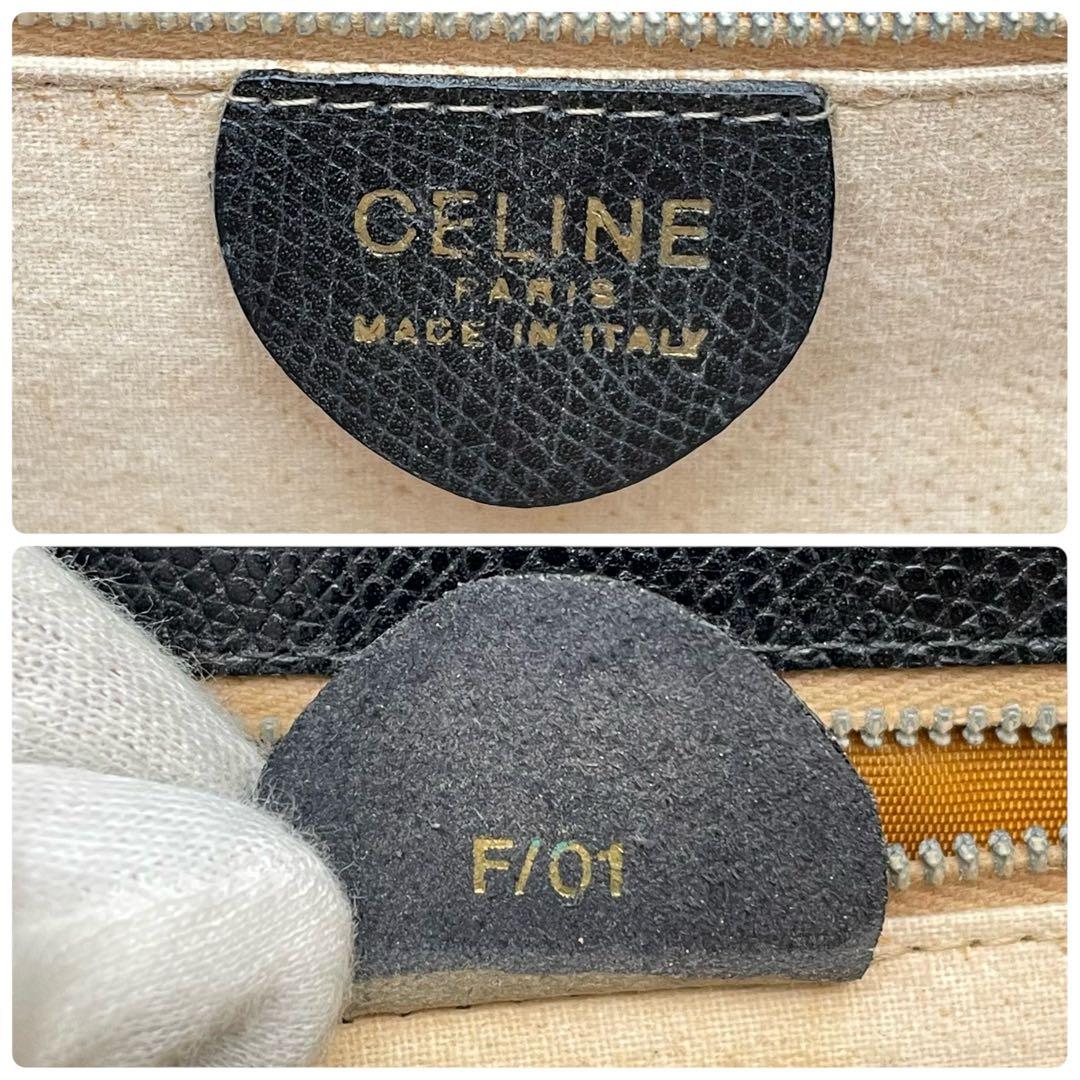 CELINE
PARIS
MADE IN ITALY
F/01